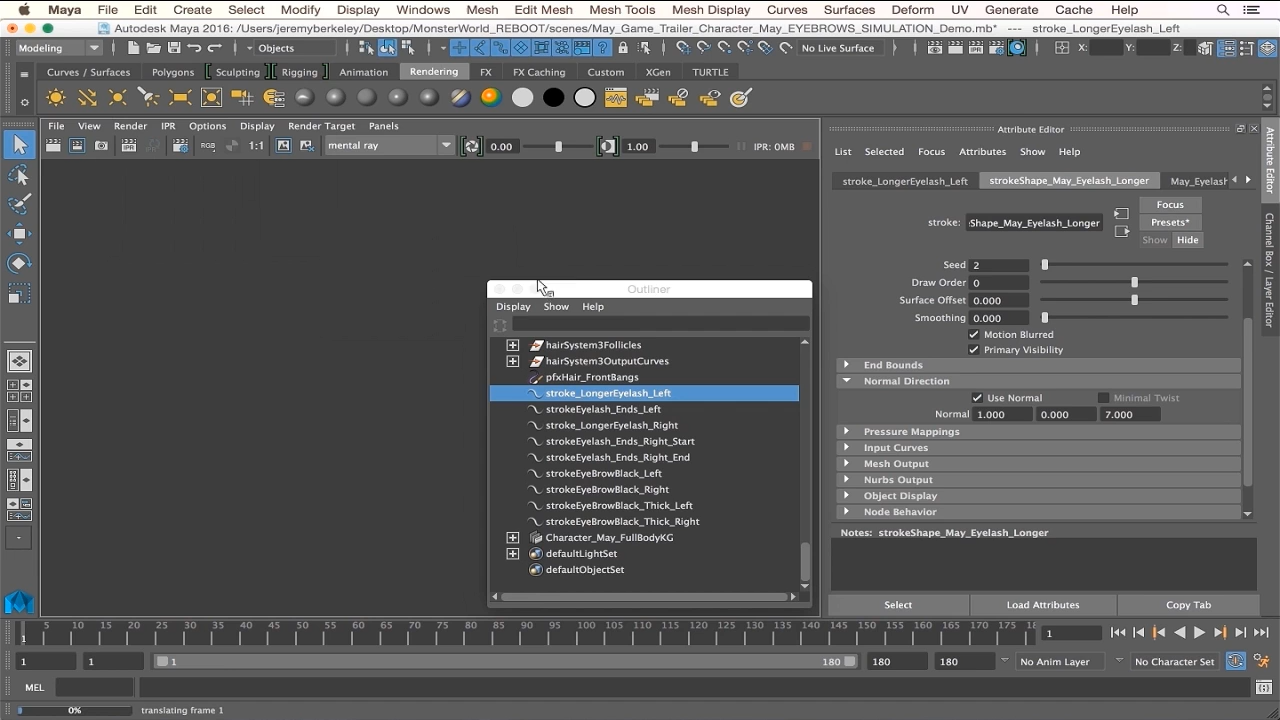 Maya File Edit Create Select Modify Display Windows Mesh Edit Mesh Mesh Tools Mesh Display Curves Surfaces Deform UV Generate Cache Help
Autodesk Maya 2016: /Users/jeremyberkeley/Desktop/MonsterWorld_REBOOT/scenes/May_Game_Trailer_Character_May_EYEBROWS_SIMULATION_Demo.mb* --- stroke_LongerEyelash_Left
Modeling Objects No Live Surface X: Y: Z:
Curves / Surfaces Polygons Sculpting Rigging Animation Rendering FX FX Caching Custom XGen TURTLE
File View Render IPR Options Display Render Target Panels
RGB 1:1 mental ray 0.00 1.00 IPR: 0MB
Attribute Editor
List Selected Focus Attributes Show Help
stroke_LongerEyelash_Left strokeShape_May_Eyelash_Longer May_Eyelash
Focus
stroke: :Shape_May_Eyelash_Longer Presets*
Show Hide
Seed 2
Draw Order 0
Surface Offset 0.000
Smoothing 0.000
Motion Blurred
Primary Visibility
End Bounds
Normal Direction
Use Normal Minimal Twist
Normal 1.000 0.000 7.000
Pressure Mappings
Input Curves
Mesh Output
Nurbs Output
Object Display
Node Behavior
Notes: strokeShape_May_Eyelash_Longer
Select Load Attributes Copy Tab
Attribute Editor
Channel Box / Layer Editor
Outliner
Display Show Help
hairSystem3Follicles
hairSystem3OutputCurves
pfxHair_FrontBangs
stroke_LongerEyelash_Left
strokeEyelash_Ends_Left
stroke_LongerEyelash_Right
strokeEyelash_Ends_Right_Start
strokeEyelash_Ends_Right_End
strokeEyeBrowBlack_Left
strokeEyeBrowBlack_Right
strokeEyeBrowBlack_Thick_Left
strokeEyeBrowBlack_Thick_Right
Character_May_FullBodyKG
defaultLightSet
defaultObjectSet
5 10 15 20 25 30 35 40 45 50 55 60 65 70 75 80 85 90 95 100 105 110 115 120 125 130 135 140 145 150 155 160 165 170 175 18
1 1
1 1 1 180 180 180 No Anim Layer No Character Set
MEL
0% translating frame 1